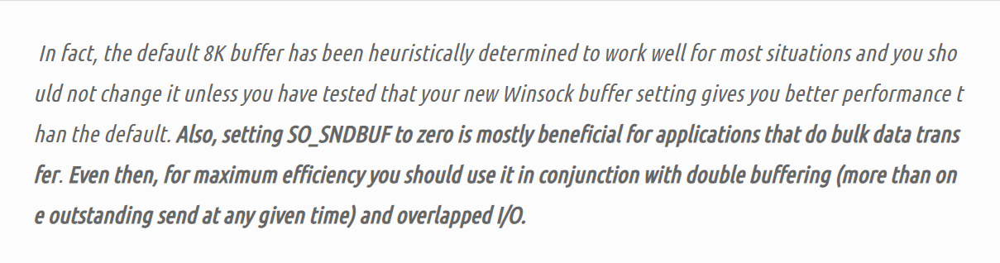 In fact, the default 8K buffer has been heuristically determined to work well for most situations and you sho
uld not change it unless you have tested that your new Winsock buffer setting gives you better performance t
han the default. Also, setting SO_SNDBUF to zero is mostly beneficial for applications that do bulk data trans
fer. Even then, for maximum efficiency you should use it in conjunction with double buffering (more than on
e outstanding send at any given time) and overlapped I/O.